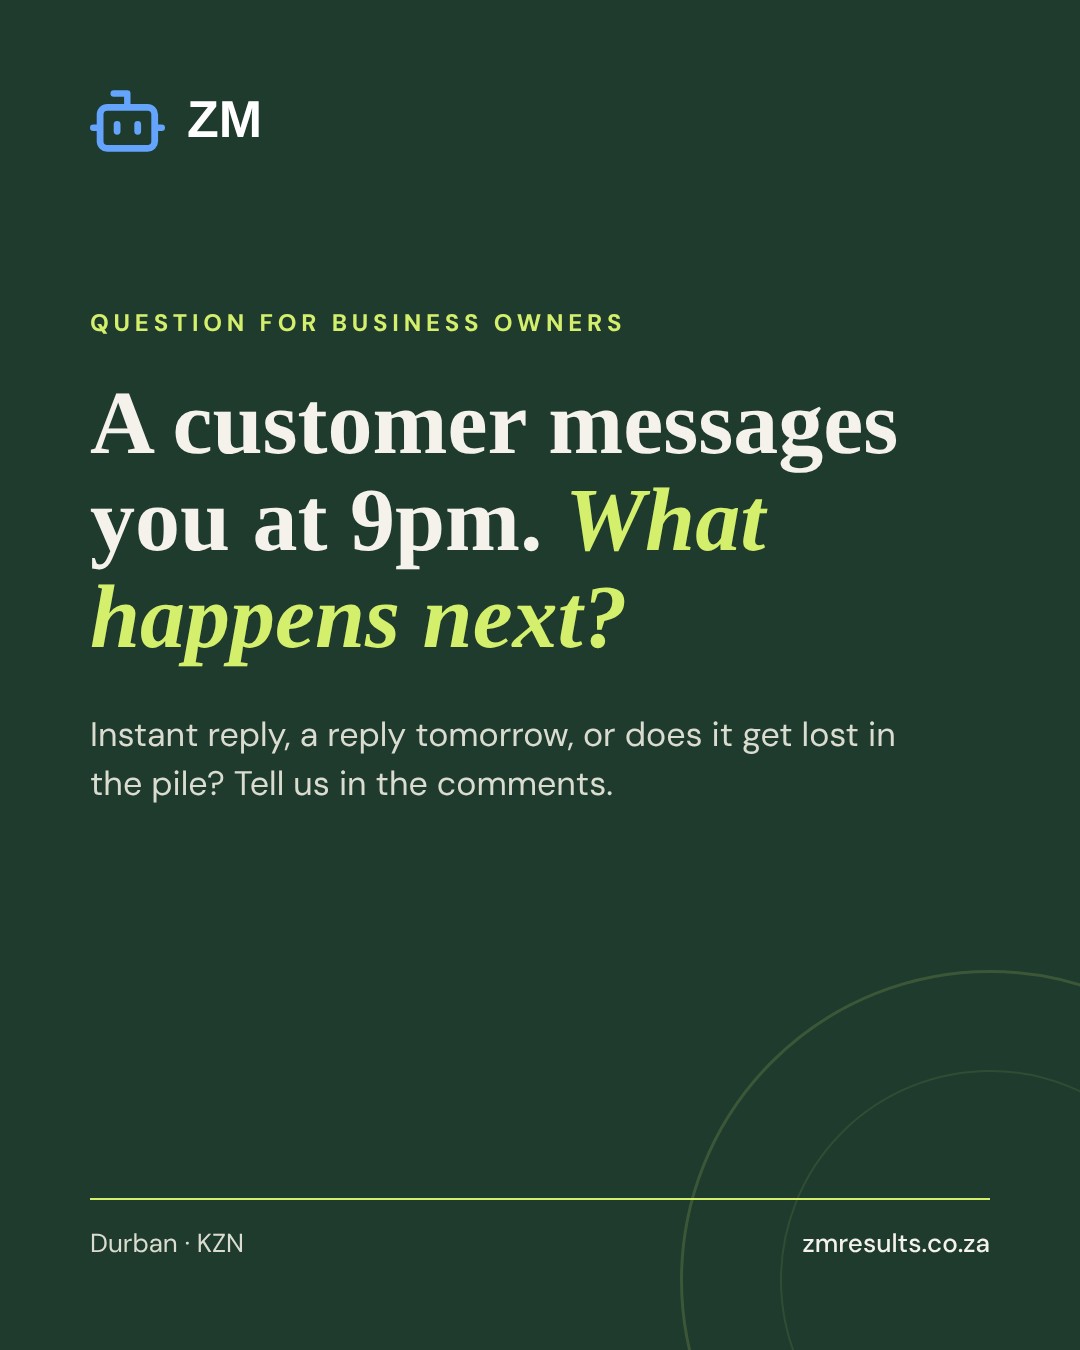 ZM
QUESTION FOR BUSINESS OWNERS
A customer messages
you at 9pm. What
happens next?
Instant reply, a reply tomorrow, or does it get lost in
the pile? Tell us in the comments.
Durban · KZN
zmresults.co.za